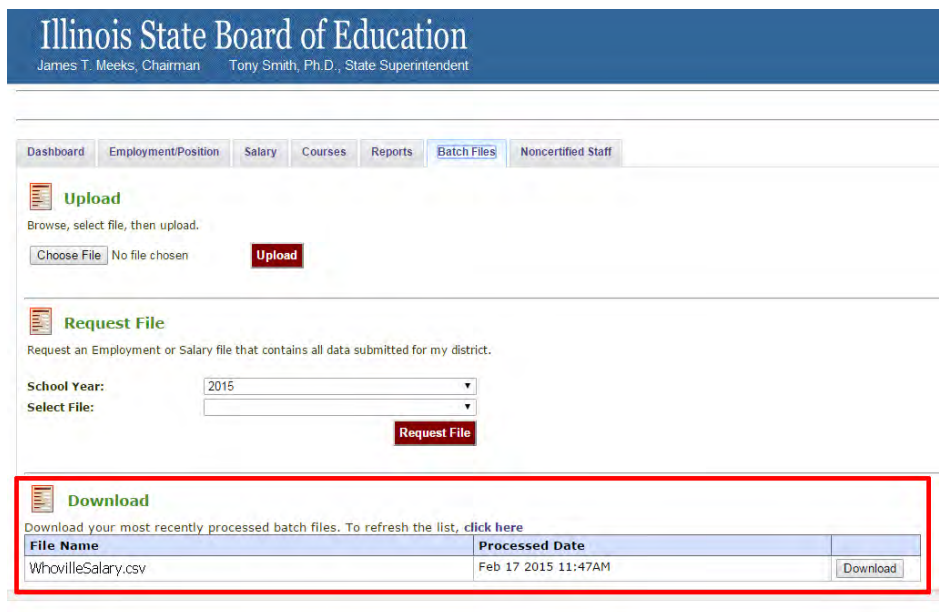 Illinois State Board of Education
James T. Meeks, Chairman Tony Smith, Ph.D., State Superintendent
Dashboard Employment/Position Salary Courses Reports Batch Files Noncertified Staff
Upload
Browse, select file, then upload.
Choose File No file chosen Upload
Request File
Request an Employment or Salary file that contains all data submitted for my district.
School Year: 2015
Select File:
Request File
Download
Download your most recently processed batch files. To refresh the list, click here
File Name Processed Date
WhovilleSalary.csv Feb 17 2015 11:47AM Download